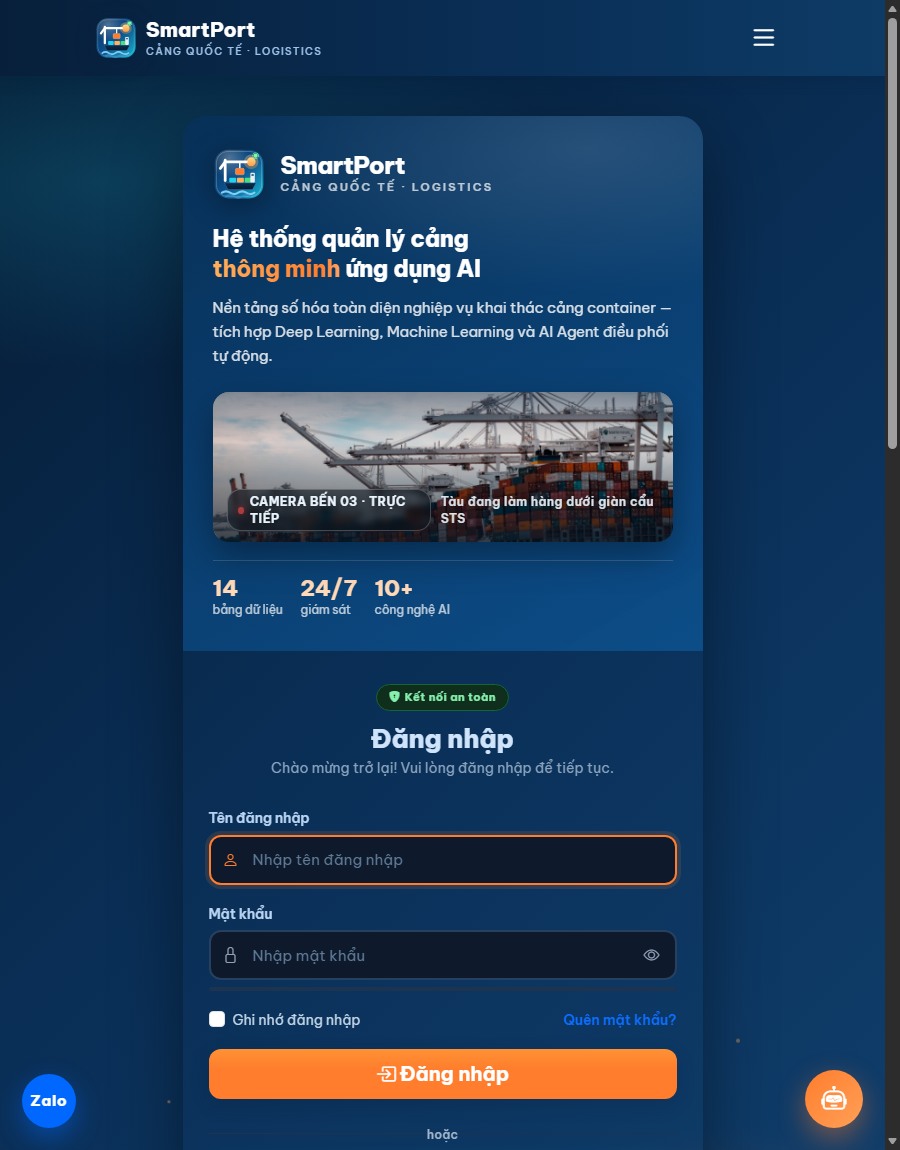 SmartPort
CẢNG QUỐC TẾ · LOGISTICS
SmartPort
CẢNG QUỐC TẾ · LOGISTICS
Hệ thống quản lý cảng
thông minh ứng dụng AI
Nền tảng số hóa toàn diện nghiệp vụ khai thác cảng container —
tích hợp Deep Learning, Machine Learning và AI Agent điều phối
tự động.
CAMERA BẾN 03 · TRỰC
TIẾP
Tàu đang làm hàng dưới giàn cẩu
STS
14
bảng dữ liệu
24/7
giám sát
10+
công nghệ AI
Kết nối an toàn
Đăng nhập
Chào mừng trở lại! Vui lòng đăng nhập để tiếp tục.
Tên đăng nhập
Nhập tên đăng nhập
Mật khẩu
Nhập mật khẩu
Ghi nhớ đăng nhập
Quên mật khẩu?
Đăng nhập
Zalo
hoặc